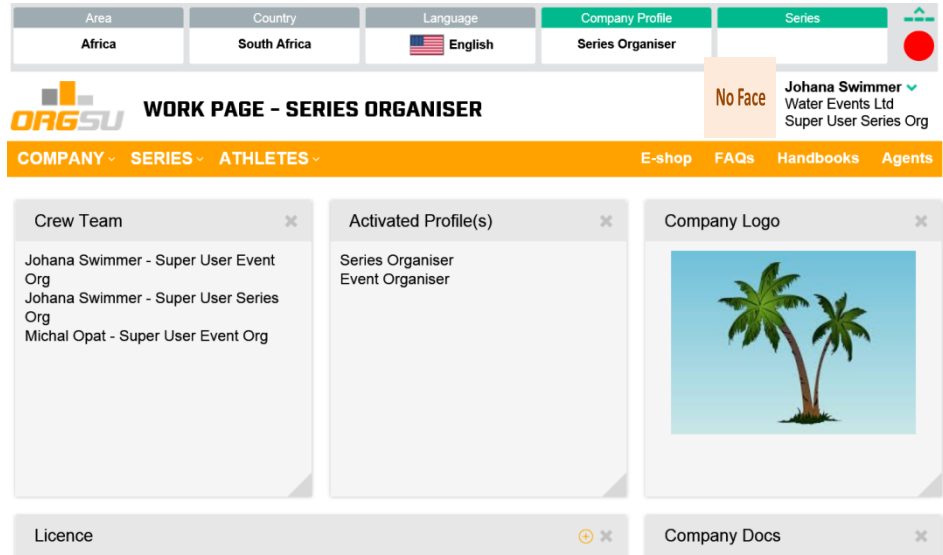 Area Country Language Company Profile Series
Africa South Africa English Series Organiser
No Face
Johana Swimmer
Water Events Ltd
Super User Series Org
ORGSU
WORK PAGE - SERIES ORGANISER
COMPANY SERIES ATHLETES E-shop FAQs Handbooks Agents
Crew Team
Johana Swimmer - Super User Event
Org
Johana Swimmer - Super User Series
Org
Michal Opat - Super User Event Org
Activated Profile(s)
Series Organiser
Event Organiser
Company Logo
Licence
Company Docs